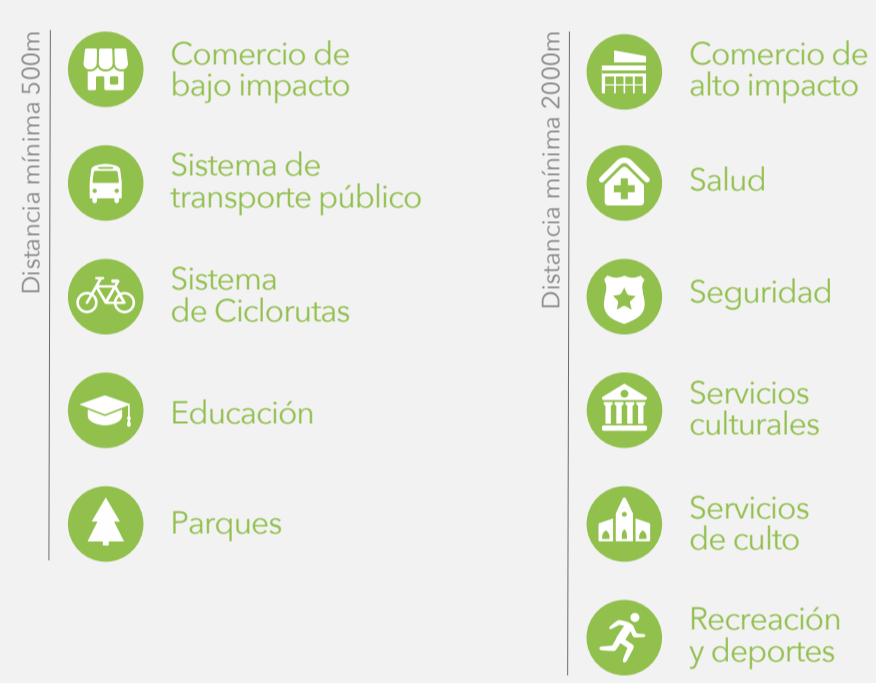 Distancia mínima 500m
Comercio de
bajo impacto
Sistema de
transporte público
Sistema
de Ciclorutas
Educación
Parques
Distancia mínima 2000m
Comercio de
alto impacto
Salud
Seguridad
Servicios
culturales
Servicios
de culto
Recreación
y deportes